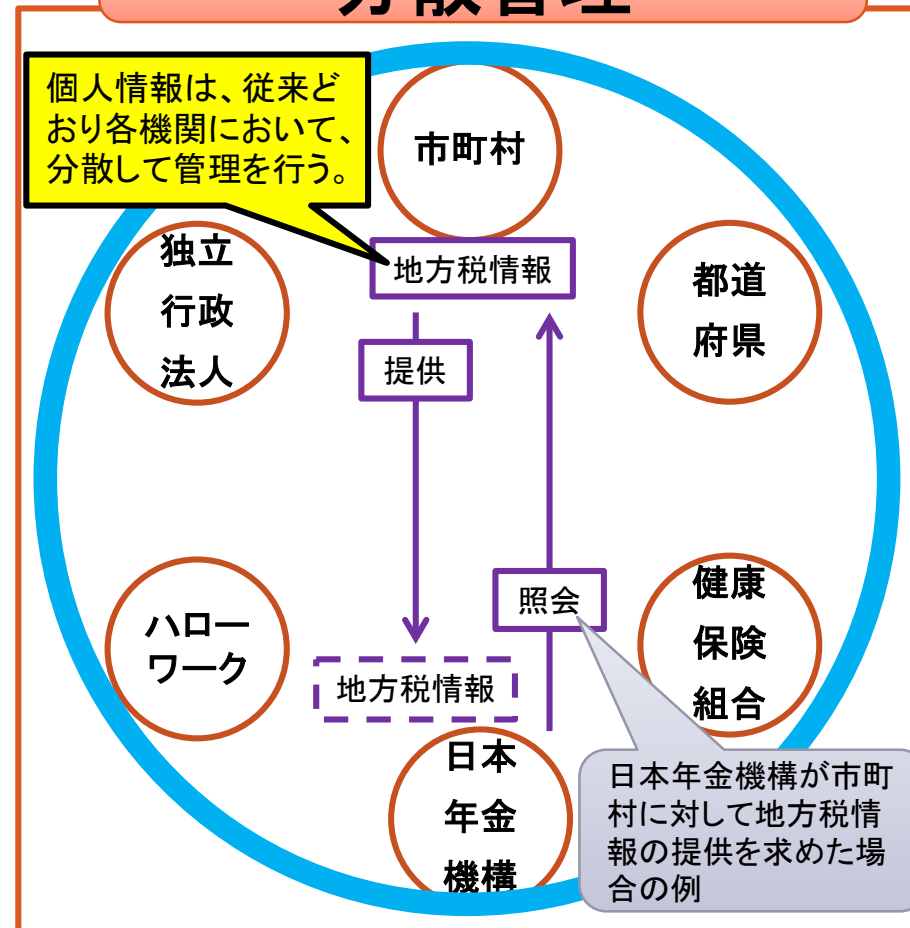 分散管理
個人情報は、従来ど
おり各機関において、
分散して管理を行う。
市町村
地方税情報
独立
行政
法人
都道
府県
提供
照会
ハロー
ワーク
健康
保険
組合
地方税情報
日本
年金
機構
日本年金機構が市町
村に対して地方税情
報の提供を求めた場
合の例